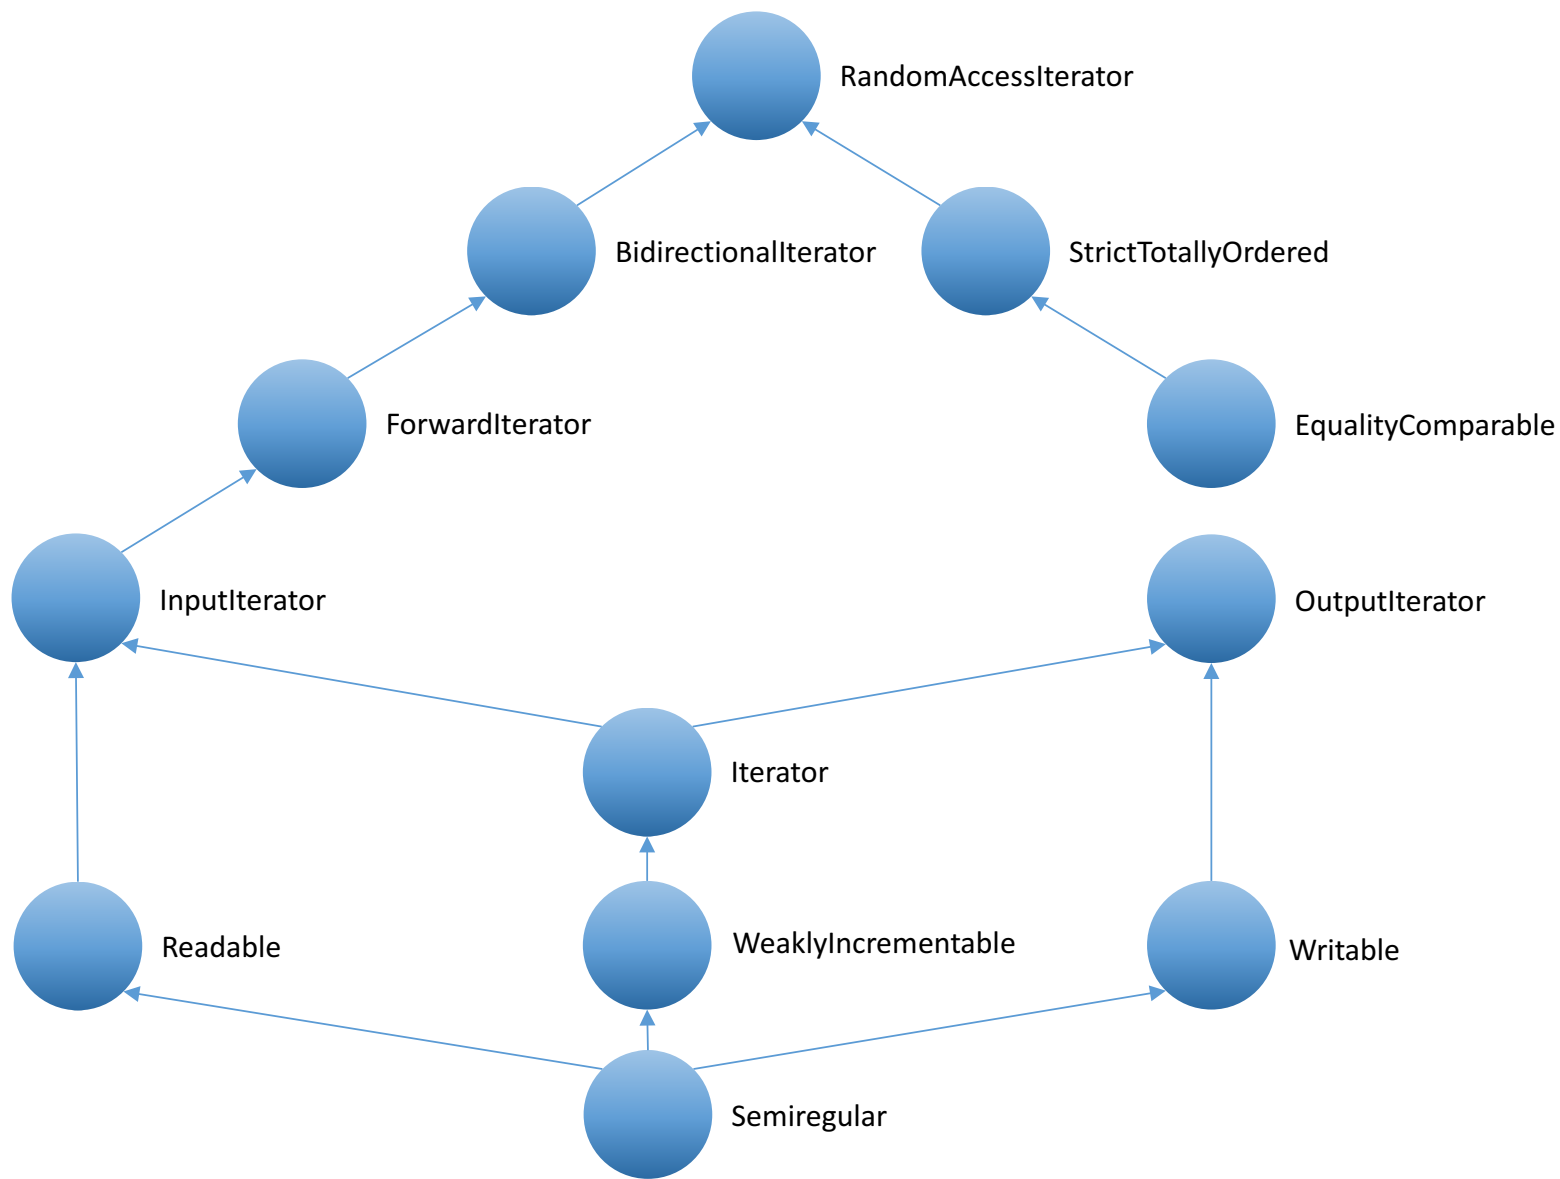 RandomAccessIterator
BidirectionalIterator
StrictTotallyOrdered
ForwardIterator
EqualityComparable
InputIterator
OutputIterator
Iterator
Readable
WeaklyIncrementable
Writable
Semiregular